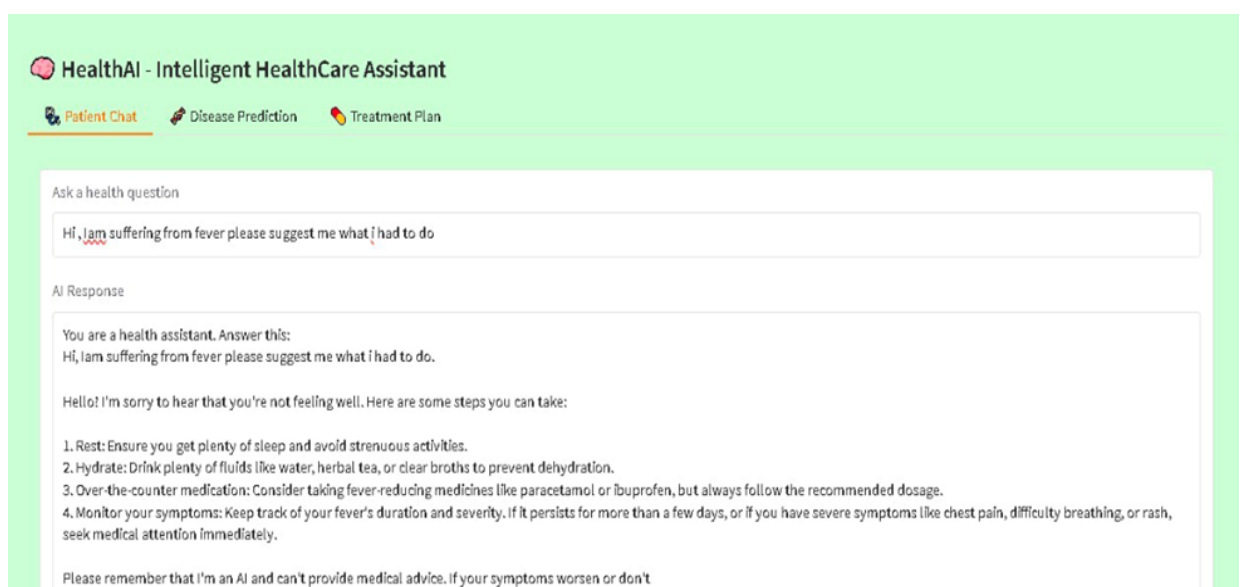 HealthAI - Intelligent HealthCare Assistant
Patient Chat Disease Prediction Treatment Plan
Ask a health question
Hi , Iam suffering from fever please suggest me what i had to do
AI Response
You are a health assistant. Answer this:
Hi, Iam suffering from fever please suggest me what i had to do.
Hello! I'm sorry to hear that you're not feeling well. Here are some steps you can take:
1. Rest: Ensure you get plenty of sleep and avoid strenuous activities.
2. Hydrate: Drink plenty of fluids like water, herbal tea, or clear broths to prevent dehydration.
3. Over-the-counter medication: Consider taking fever-reducing medicines like paracetamol or ibuprofen, but always follow the recommended dosage.
4. Monitor your symptoms: Keep track of your fever's duration and severity. If it persists for more than a few days, or if you have severe symptoms like chest pain, difficulty breathing, or rash,
seek medical attention immediately.
Please remember that I'm an AI and can't provide medical advice. If your symptoms worsen or don't